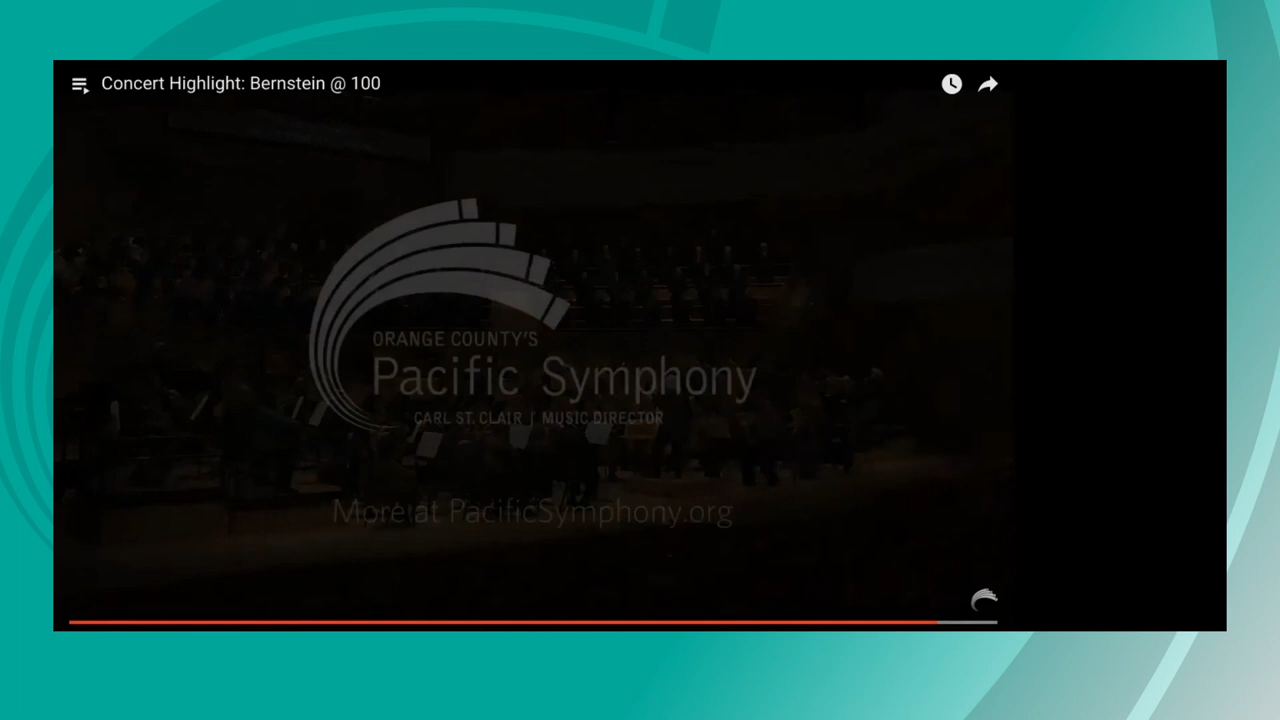 Concert Highlight: Bernstein @ 100
ORANGE COUNTY'S
Pacific Symphony
CARL ST. CLAIR | MUSIC DIRECTOR
More at PacificSymphony.org